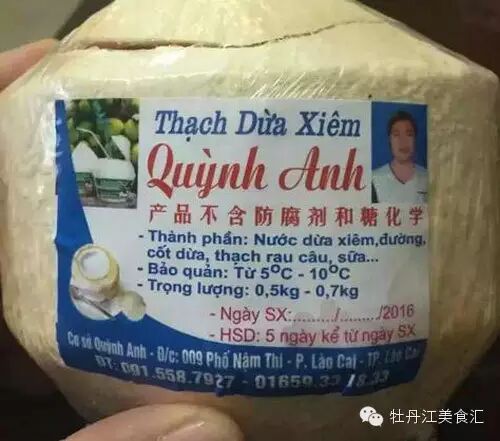 Thạch Dừa Xiêm
Quỳnh Anh
产品不含防腐剂和糖化学
- Thành phần: Nước dừa xiêm,đường,
cốt dừa, thạch rau câu, sữa...
- Bảo quản: Từ 5°C - 10°C
- Trọng lượng: 0,5kg - 0,7kg
- Ngày SX:........./......../2016
- HSD: 5 ngày kể từ ngày SX
Cơ sở Quỳnh Anh - Đ/c: 009 Phố Nậm Thi - P. Lào Cai - TP. Lào Cai
ĐT: 091.558.7927 - 01659.33
8.33
牡丹江美食汇